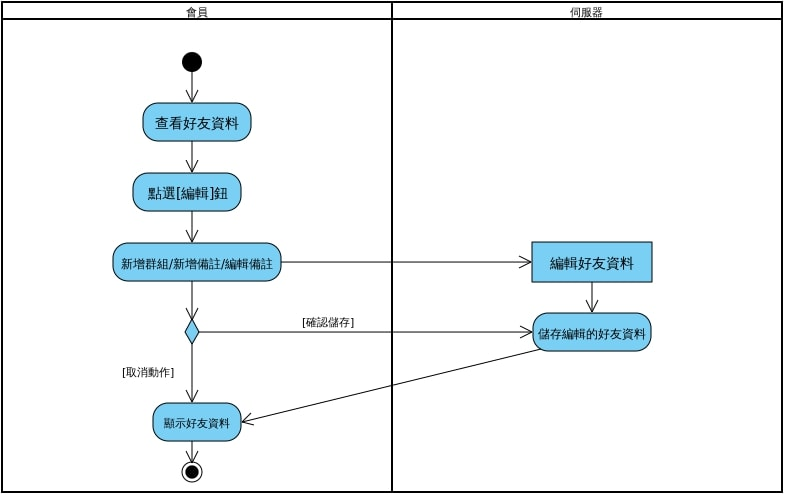 會員
伺服器
查看好友資料
點選[編輯]鈕
新增群組/新增備註/編輯備註
編輯好友資料
[確認儲存]
儲存編輯的好友資料
[取消動作]
顯示好友資料